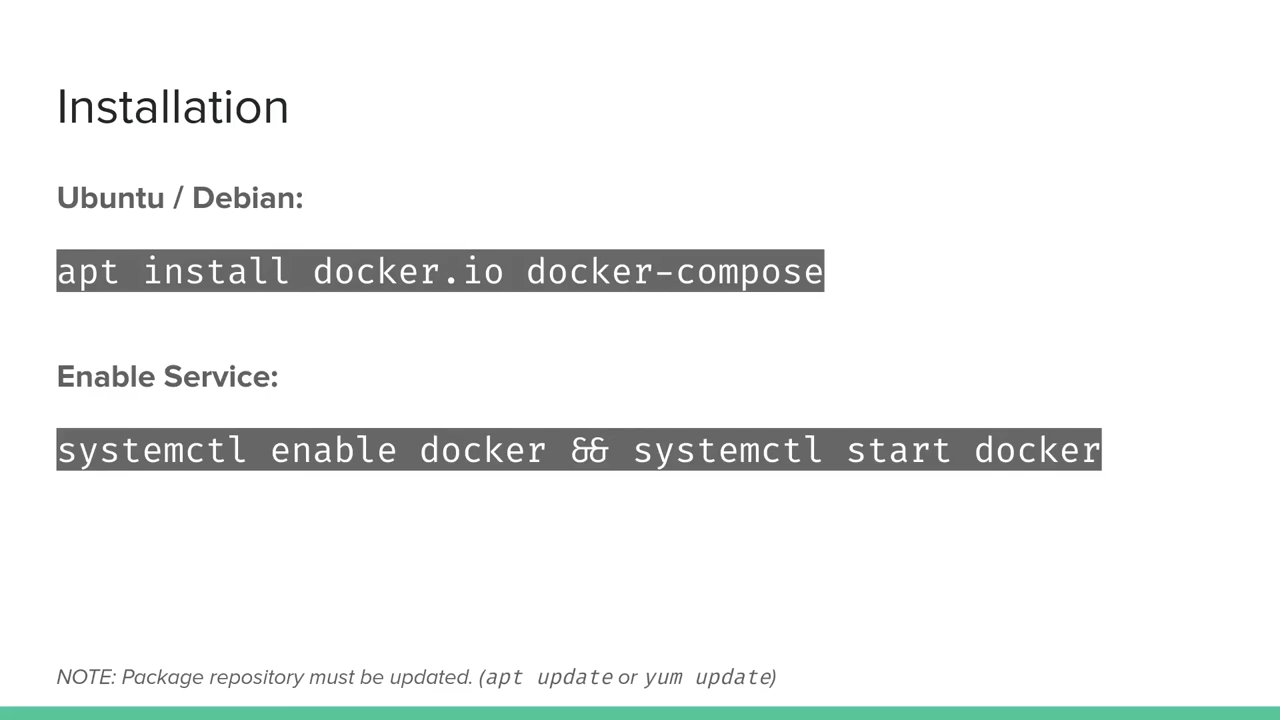 Installation
Ubuntu / Debian:
apt install docker.io docker-compose
Enable Service:
systemctl enable docker && systemctl start docker
NOTE: Package repository must be updated. (apt update or yum update)